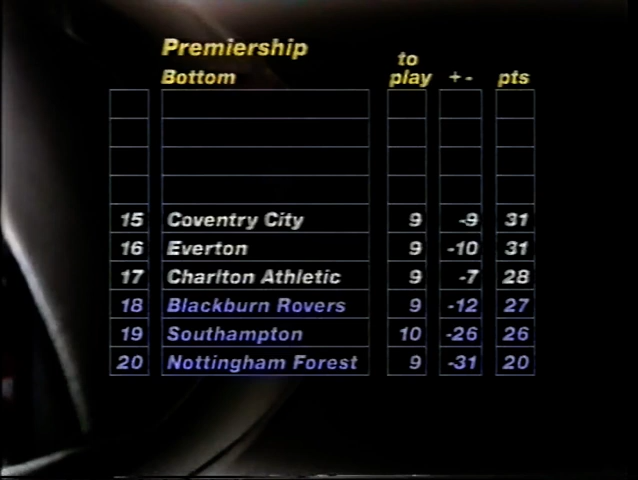 Premiership
Bottom to play + - pts
15 Coventry City 9 -9 31
16 Everton 9 -10 31
17 Charlton Athletic 9 -7 28
18 Blackburn Rovers 9 -12 27
19 Southampton 10 -26 26
20 Nottingham Forest 9 -31 20